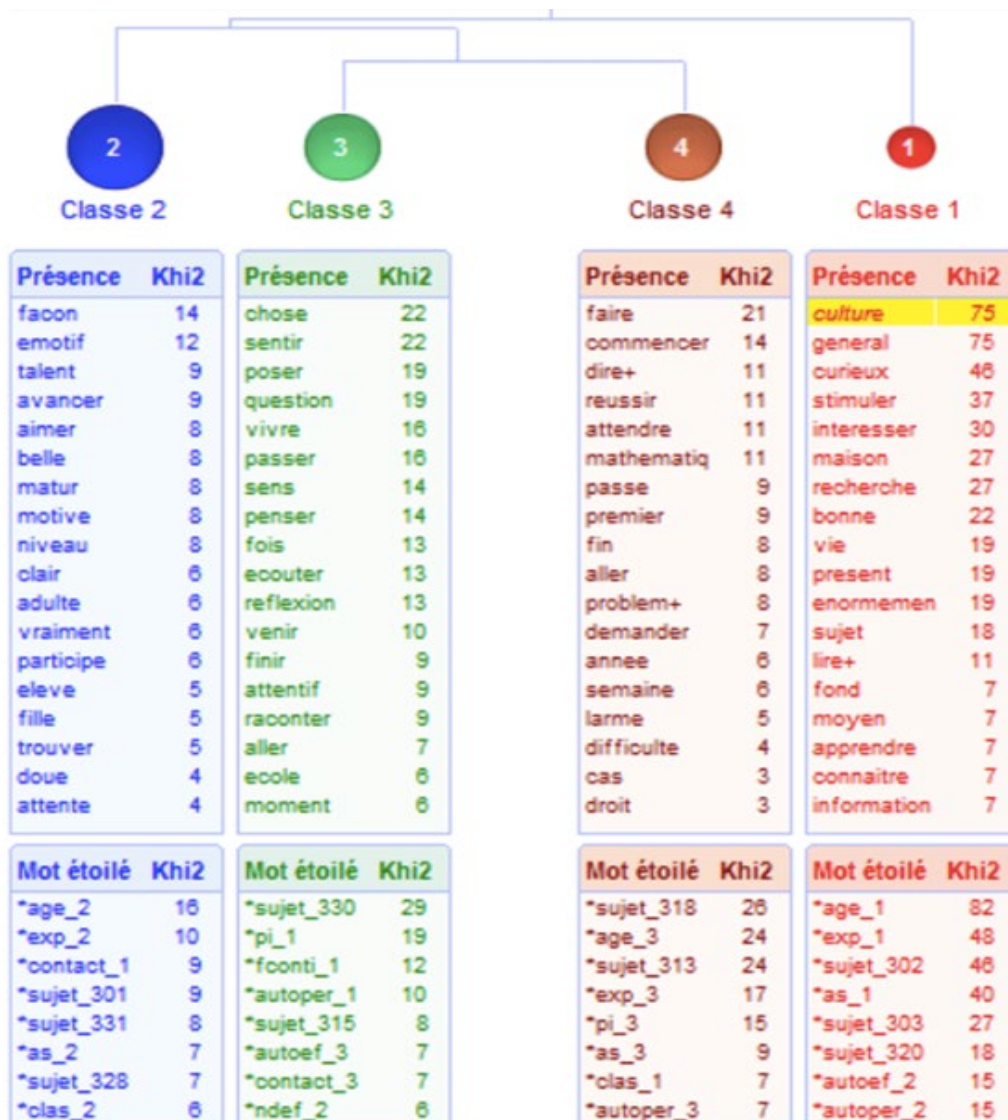 2
3
4
1
Classe 2
Classe 3
Classe 4
Classe 1
Présence Khi2
facon 14
emotif 12
talent 9
avancer 9
aimer 8
belle 8
matur 8
motive 8
niveau 8
clair 6
adulte 6
vraiment 6
participe 6
eleve 5
fille 5
trouver 5
doue 4
attente 4
Mot étoilé Khi2
*age_2 16
*exp_2 10
*contact_1 9
*sujet_301 9
*sujet_331 8
*as_2 7
*sujet_328 7
*clas_2 6
Présence Khi2
chose 22
sentir 22
poser 19
question 19
vivre 16
passer 16
sens 14
penser 14
fois 13
ecouter 13
reflexion 13
venir 10
finir 9
attentif 9
raconter 9
aller 7
ecole 6
moment 6
Mot étoilé Khi2
*sujet_330 29
*pi_1 19
*fconti_1 12
*autoper_1 10
*sujet_315 8
*autoef_3 7
*contact_3 7
*ndef_2 6
Présence Khi2
faire 21
commencer 14
dire+ 11
reussir 11
attendre 11
mathematiq 11
passe 9
premier 9
fin 8
aller 8
problem+ 8
demander 7
annee 6
semaine 6
larme 5
difficulte 4
cas 3
droit 3
Mot étoilé Khi2
*sujet_318 26
*age_3 24
*sujet_313 24
*exp_3 17
*pi_3 15
*as_3 9
*clas_1 7
*autoper_3 7
Présence Khi2
culture 75
general 75
curieux 46
stimuler 37
interesser 30
maison 27
recherche 27
bonne 22
vie 19
present 19
enormemen 19
sujet 18
lire+ 11
fond 7
moyen 7
apprendre 7
connaitre 7
information 7
Mot étoilé Khi2
*age_1 82
*exp_1 48
*sujet_302 46
*as_1 40
*sujet_303 27
*sujet_320 18
*autoef_2 15
*autoper_2 15